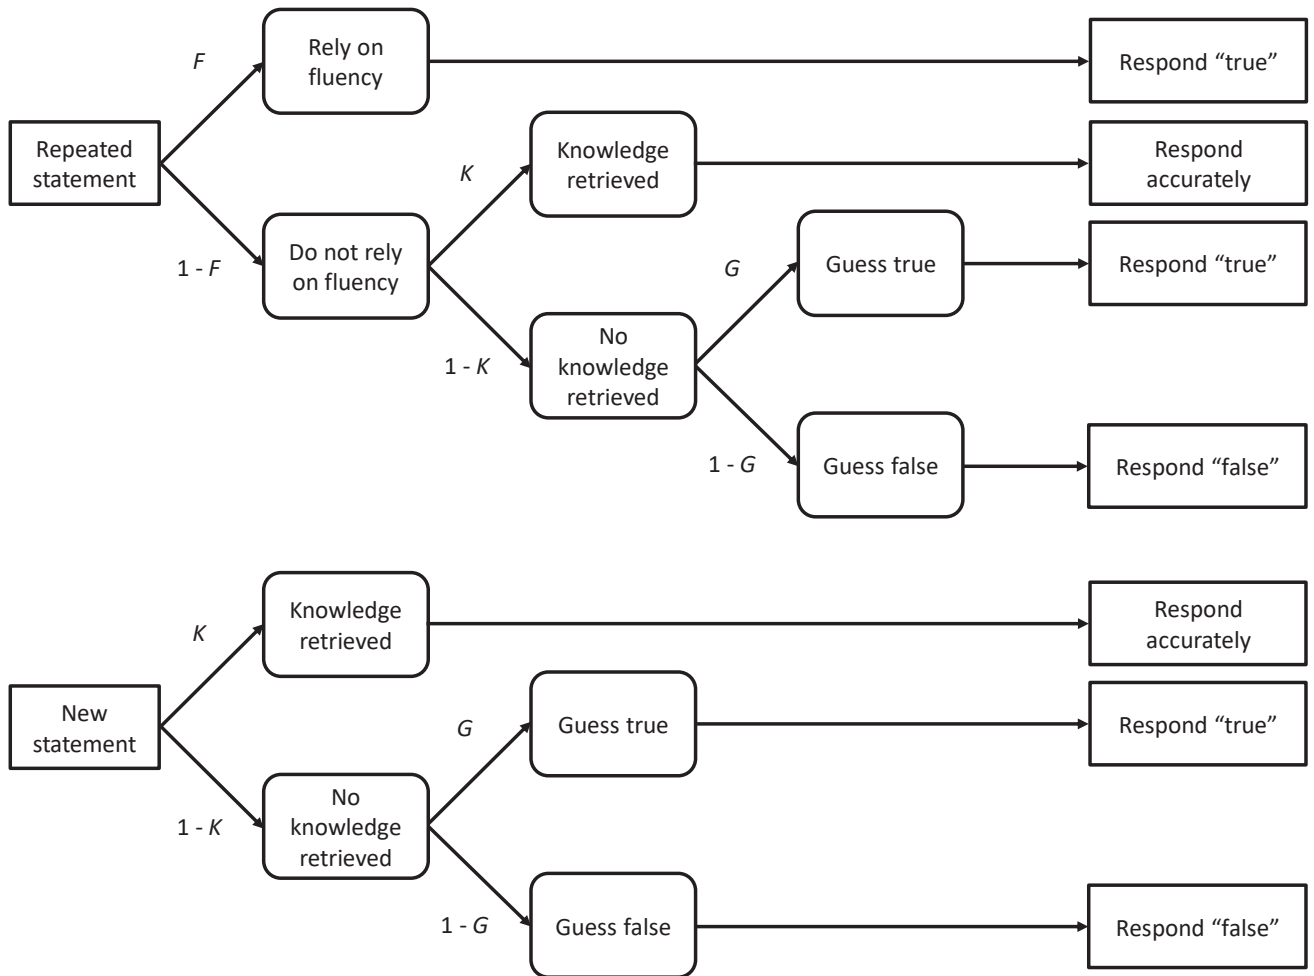 F
Rely on
fluency
Respond “true”
Repeated
statement
K
Knowledge
retrieved
Respond
accurately
1 - F
Do not rely
on fluency
G
Guess true
Respond “true”
1 - K
No
knowledge
retrieved
1 - G
Guess false
Respond “false”
K
Knowledge
retrieved
Respond
accurately
New
statement
G
Guess true
Respond “true”
1 - K
No
knowledge
retrieved
1 - G
Guess false
Respond “false”